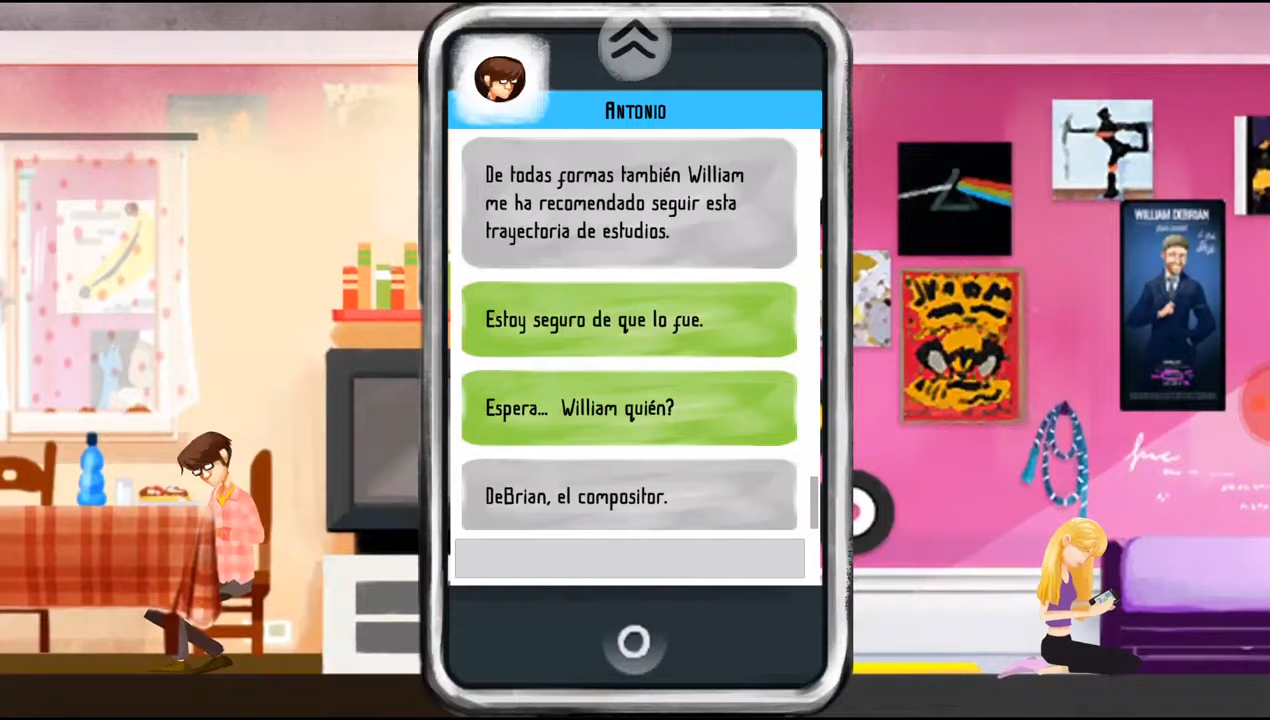 Antonio
De todas formas también William
me ha recomendado seguir esta
trayectoria de estudios.
Estoy seguro de que lo fue.
Espera... William quién?
DeBrian, el compositor.
WILLIAM DEBRIAN